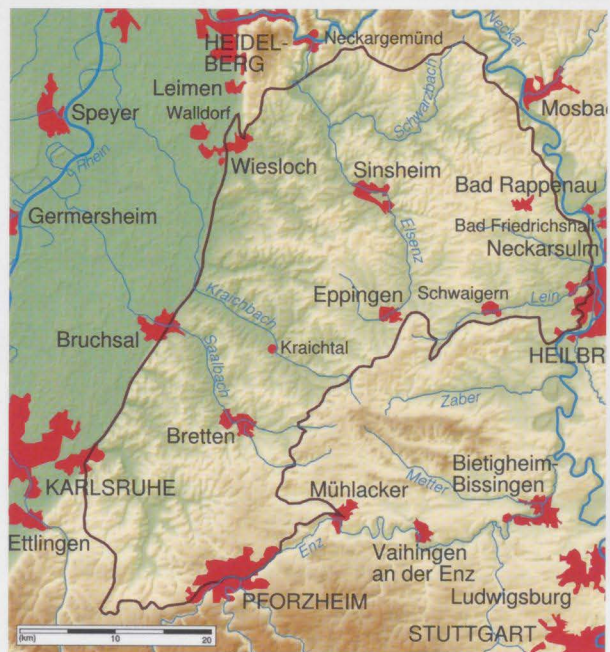 HEIDEL-
BERG
Neckargemünd
Neckar
Leimen
Walldorf
Speyer
Schwarzbach
Mosbac
Rhein
Wiesloch
Sinsheim
Bad Rappenau
Germersheim
Elsenz
Bad Friedrichshall
Neckarsulm
Kraichbach
Eppingen
Schwaigern
Lein
Bruchsal
Saalbach
Kraichtal
HEILBR
Zaber
Bretten
KARLSRUHE
Metter
Bietigheim-
Bissingen
Mühlacker
Ettlingen
Enz
Vaihingen
an der Enz
PFORZHEIM
Ludwigsburg
STUTTGART
(km) 10 20